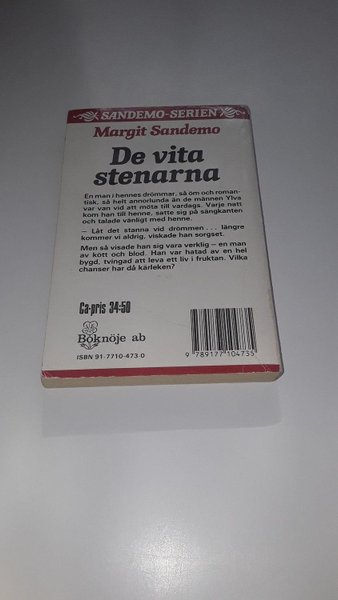 SANDEMO-SERIEN
Margit Sandemo
De vita
stenarna
En man i hennes drömmar, så öm och roman-
tisk, så helt annorlunda än de männen Ylva
var van vid att möta till vardags. Varje natt
kom han till henne, satte sig på sängkanten
och talade vänligt med henne.
– Låt det stanna vid drömmen . . . längre
kommer vi aldrig, viskade han sorgset.
Men så visade han sig vara verklig – en man
av kött och blod. Han var hatad av en hel
bygd, tvingad att leva ett liv i fruktan. Vilka
chanser har då kärleken?
Ca-pris 34-50
Boknöje ab
ISBN 91-7710-473-0
9 789177 104735